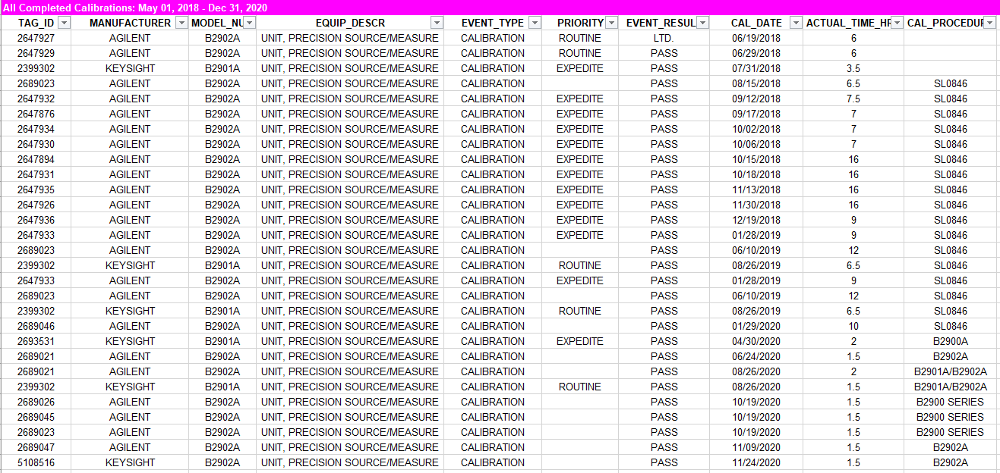 All Completed Calibrations: May 01, 2018 - Dec 31, 2020
TAG_ID MANUFACTURER MODEL_NU EQUIP_DESCR EVENT_TYPE PRIORITY EVENT_RESUL CAL_DATE ACTUAL_TIME_HR CAL_PROCEDUR
2647927 AGILENT B2902A UNIT, PRECISION SOURCE/MEASURE CALIBRATION ROUTINE LTD. 06/19/2018 6
2647929 AGILENT B2902A UNIT, PRECISION SOURCE/MEASURE CALIBRATION ROUTINE PASS 06/29/2018 6
2399302 KEYSIGHT B2901A UNIT, PRECISION SOURCE/MEASURE CALIBRATION EXPEDITE PASS 07/31/2018 3.5
2689023 AGILENT B2902A UNIT, PRECISION SOURCE/MEASURE CALIBRATION PASS 08/15/2018 6.5 SL0846
2647932 AGILENT B2902A UNIT, PRECISION SOURCE/MEASURE CALIBRATION EXPEDITE PASS 09/12/2018 7.5 SL0846
2647876 AGILENT B2902A UNIT, PRECISION SOURCE/MEASURE CALIBRATION EXPEDITE PASS 09/17/2018 7 SL0846
2647934 AGILENT B2902A UNIT, PRECISION SOURCE/MEASURE CALIBRATION EXPEDITE PASS 10/02/2018 7 SL0846
2647930 AGILENT B2902A UNIT, PRECISION SOURCE/MEASURE CALIBRATION EXPEDITE PASS 10/06/2018 7 SL0846
2647894 AGILENT B2902A UNIT, PRECISION SOURCE/MEASURE CALIBRATION EXPEDITE PASS 10/15/2018 16 SL0846
2647931 AGILENT B2902A UNIT, PRECISION SOURCE/MEASURE CALIBRATION EXPEDITE PASS 10/18/2018 16 SL0846
2647935 AGILENT B2902A UNIT, PRECISION SOURCE/MEASURE CALIBRATION EXPEDITE PASS 11/13/2018 16 SL0846
2647926 AGILENT B2902A UNIT, PRECISION SOURCE/MEASURE CALIBRATION EXPEDITE PASS 11/30/2018 16 SL0846
2647936 AGILENT B2902A UNIT, PRECISION SOURCE/MEASURE CALIBRATION EXPEDITE PASS 12/19/2018 9 SL0846
2647933 AGILENT B2902A UNIT, PRECISION SOURCE/MEASURE CALIBRATION EXPEDITE PASS 01/28/2019 9 SL0846
2689023 AGILENT B2902A UNIT, PRECISION SOURCE/MEASURE CALIBRATION PASS 06/10/2019 12 SL0846
2399302 KEYSIGHT B2901A UNIT, PRECISION SOURCE/MEASURE CALIBRATION ROUTINE PASS 08/26/2019 6.5 SL0846
2647933 AGILENT B2902A UNIT, PRECISION SOURCE/MEASURE CALIBRATION EXPEDITE PASS 01/28/2019 9 SL0846
2689023 AGILENT B2902A UNIT, PRECISION SOURCE/MEASURE CALIBRATION PASS 06/10/2019 12 SL0846
2399302 KEYSIGHT B2901A UNIT, PRECISION SOURCE/MEASURE CALIBRATION ROUTINE PASS 08/26/2019 6.5 SL0846
2689046 AGILENT B2902A UNIT, PRECISION SOURCE/MEASURE CALIBRATION PASS 01/29/2020 10 SL0846
2693531 KEYSIGHT B2901A UNIT, PRECISION SOURCE/MEASURE CALIBRATION EXPEDITE PASS 04/30/2020 2 B2900A
2689021 AGILENT B2902A UNIT, PRECISION SOURCE/MEASURE CALIBRATION PASS 06/24/2020 1.5 B2902A
2689021 AGILENT B2902A UNIT, PRECISION SOURCE/MEASURE CALIBRATION PASS 08/26/2020 2 B2901A/B2902A
2399302 KEYSIGHT B2901A UNIT, PRECISION SOURCE/MEASURE CALIBRATION ROUTINE PASS 08/26/2020 1.5 B2901A/B2902A
2689026 AGILENT B2902A UNIT, PRECISION SOURCE/MEASURE CALIBRATION PASS 10/19/2020 1.5 B2900 SERIES
2689045 AGILENT B2902A UNIT, PRECISION SOURCE/MEASURE CALIBRATION PASS 10/19/2020 1.5 B2900 SERIES
2689023 AGILENT B2902A UNIT, PRECISION SOURCE/MEASURE CALIBRATION PASS 10/19/2020 1.5 B2900 SERIES
2689047 AGILENT B2902A UNIT, PRECISION SOURCE/MEASURE CALIBRATION PASS 11/09/2020 1.5 B2902A
5108516 KEYSIGHT B2902A UNIT, PRECISION SOURCE/MEASURE CALIBRATION PASS 11/24/2020 1.5 B2902A